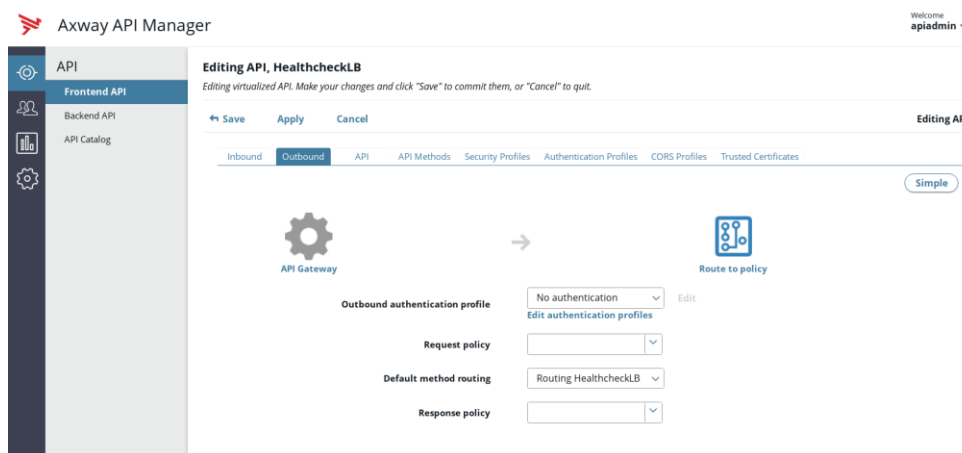 Axway API Manager
Welcome
apiadmin
API
Frontend API
Backend API
API Catalog
Editing API, HealthcheckLB
Editing virtualized API. Make your changes and click "Save" to commit them, or "Cancel" to quit.
Save Apply Cancel
Inbound Outbound API API Methods Security Profiles Authentication Profiles CORS Profiles Trusted Certificates
Simple
API Gateway
Route to policy
Outbound authentication profile No authentication Edit
Edit authentication profiles
Request policy
Default method routing Routing HealthcheckLB
Response policy